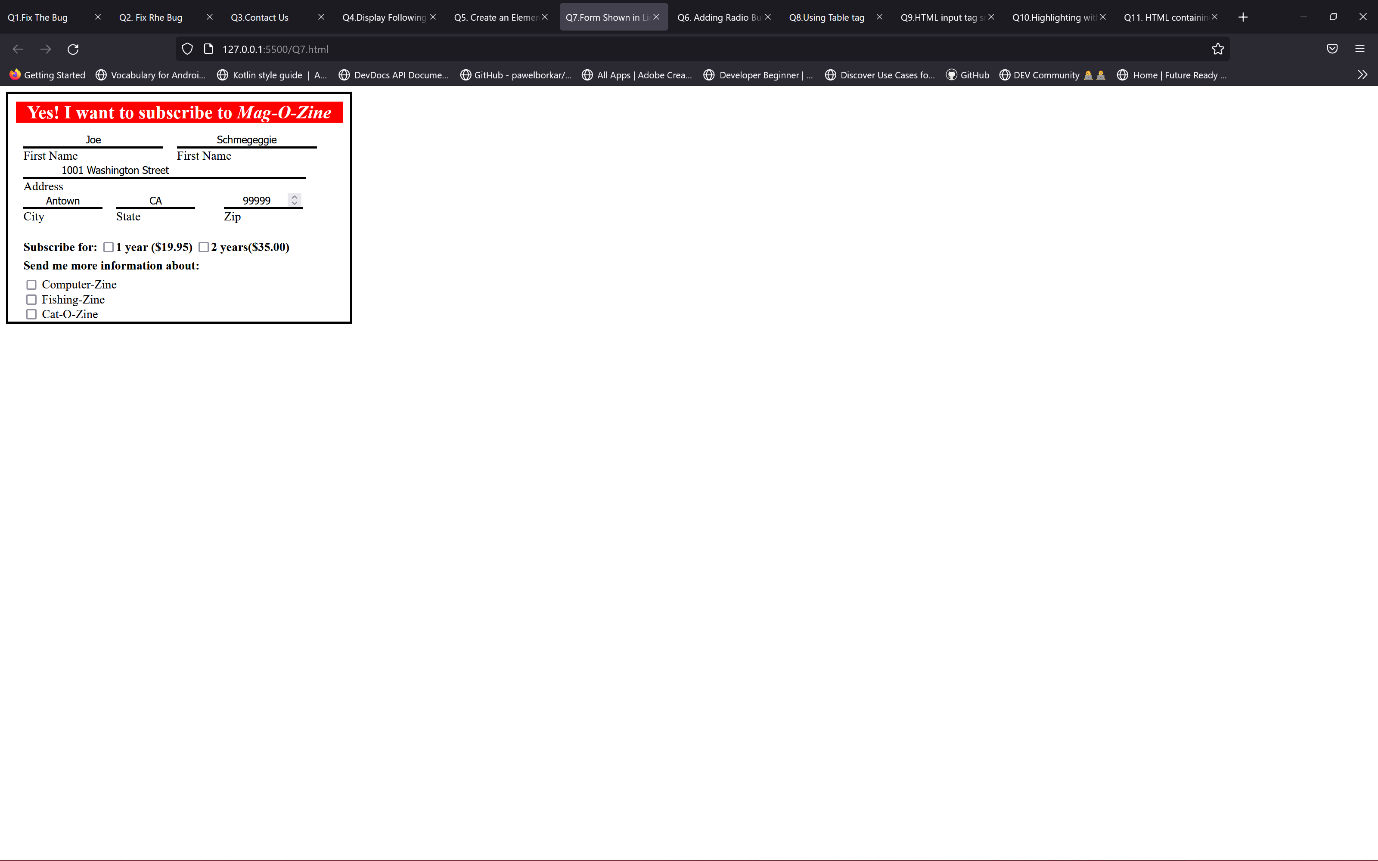 Q1.Fix The Bug Q2. Fix Rhe Bug Q3.Contact Us Q4.Display Following Q5. Create an Elemen Q7.Form Shown in Li Q6. Adding Radio Bu Q8.Using Table tag Q9.HTML input tag s Q10.Highlighting wit Q11. HTML containin
127.0.0.1:5500/Q7.html
Getting Started Vocabulary for Androi... Kotlin style guide | A... DevDocs API Docume... GitHub - pawelborkar/... All Apps | Adobe Crea... Developer Beginner | ... Discover Use Cases fo... GitHub DEV Community Home | Future Ready ...
Yes! I want to subscribe to Mag-O-Zine
Joe Schmegeggie
First Name First Name
1001 Washington Street
Address
Antown CA 99999
City State Zip
Subscribe for: 1 year ($19.95) 2 years($35.00)
Send me more information about:
Computer-Zine
Fishing-Zine
Cat-O-Zine